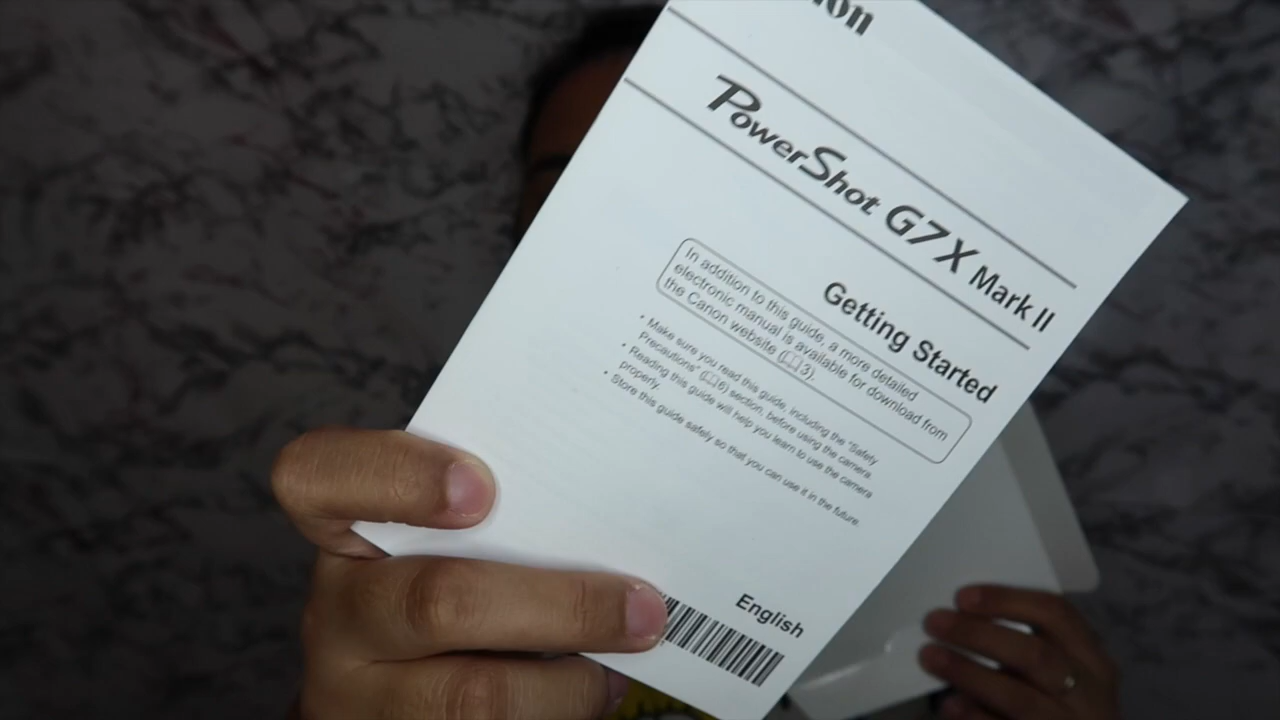 PowerShot G7 X Mark II
Getting Started
In addition to this guide, a more detailed
electronic manual is available for download from
the Canon website (3).
• Make sure you read this guide, including the "Safety
Precautions" (6) section, before using the camera.
• Reading this guide will help you learn to use the camera
properly.
• Store this guide safely so that you can use it in the future.
English